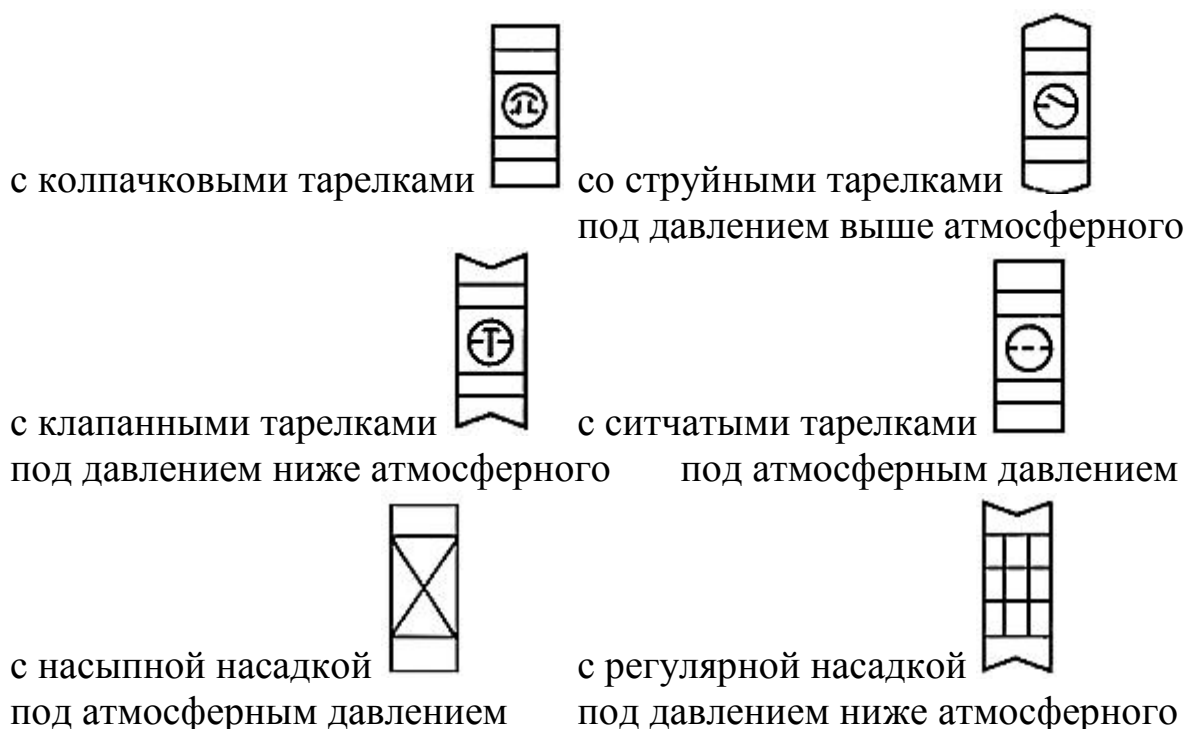 с колпачковыми тарелками
со струйными тарелками
под давлением выше атмосферного
с клапанными тарелками
под давлением ниже атмосферного
с ситчатыми тарелками
под атмосферным давлением
с насыпной насадкой
под атмосферным давлением
с регулярной насадкой
под давлением ниже атмосферного